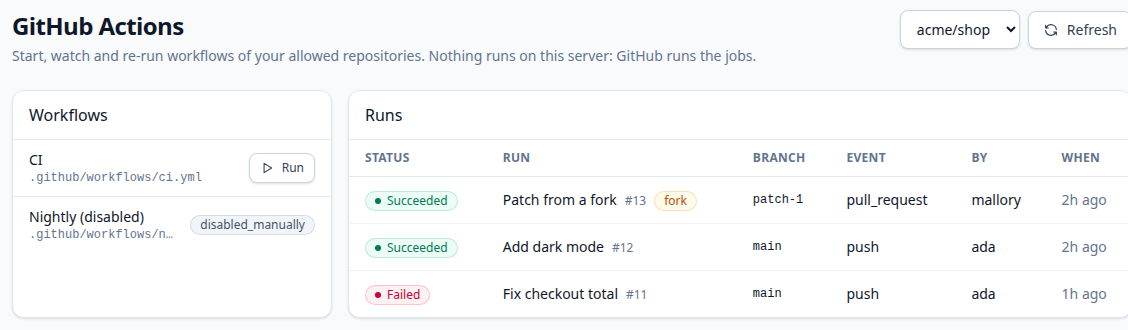 GitHub Actions
acme/shop
Refresh
Start, watch and re-run workflows of your allowed repositories. Nothing runs on this server: GitHub runs the jobs.
Workflows
CI
.github/workflows/ci.yml
Run
Nightly (disabled)
.github/workflows/n…
disabled_manually
Runs
STATUS RUN BRANCH EVENT BY WHEN
Succeeded Patch from a fork #13 fork patch-1 pull_request mallory 2h ago
Succeeded Add dark mode #12 main push ada 2h ago
Failed Fix checkout total #11 main push ada 1h ago